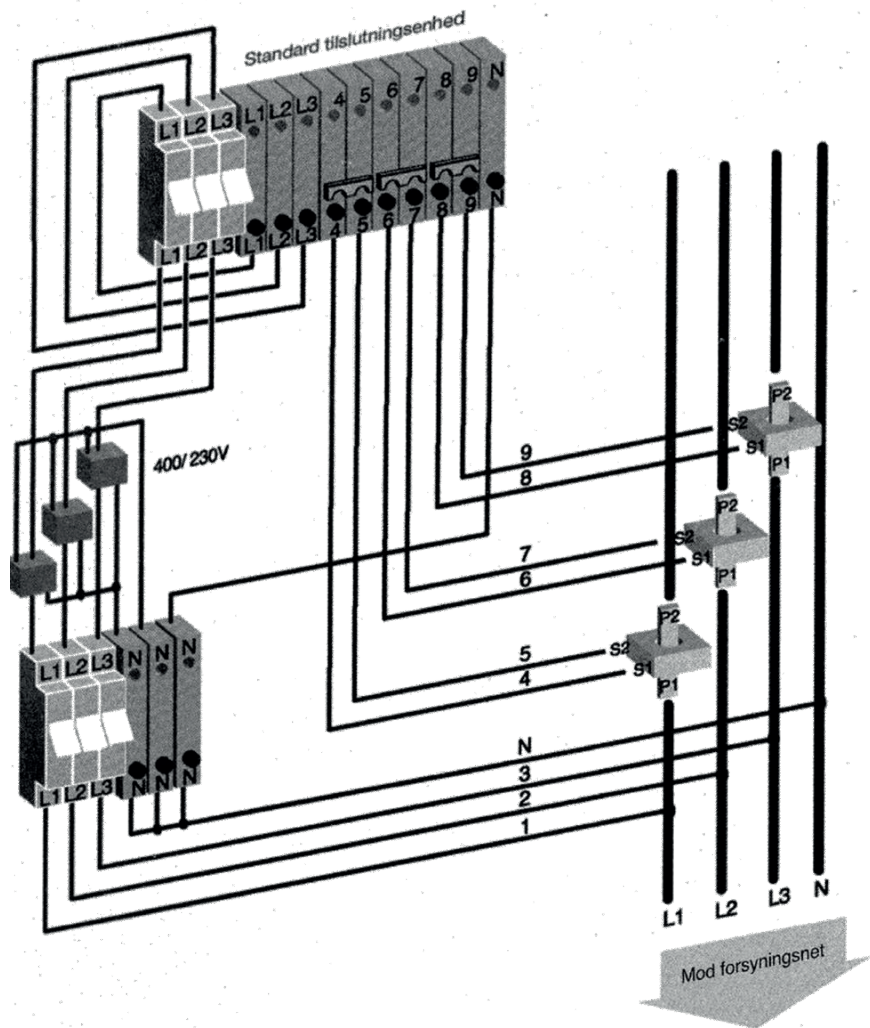 Standard tilslutningsenhed
L1 L2 L3 L1 L2 L3 4 5 6 7 8 9 N
L1 L2 L3 L1 L2 L3 4 5 6 7 8 9 N
P2
S2
S1
P1
9
8
400/230V
P2
S2
S1
P1
7
6
P2
S2
S1
P1
5
4
L1 L2 L3 N N N
L1 L2 L3 N N N
N
3
2
1
L1 L2 L3 N
Mod forsyningsnet